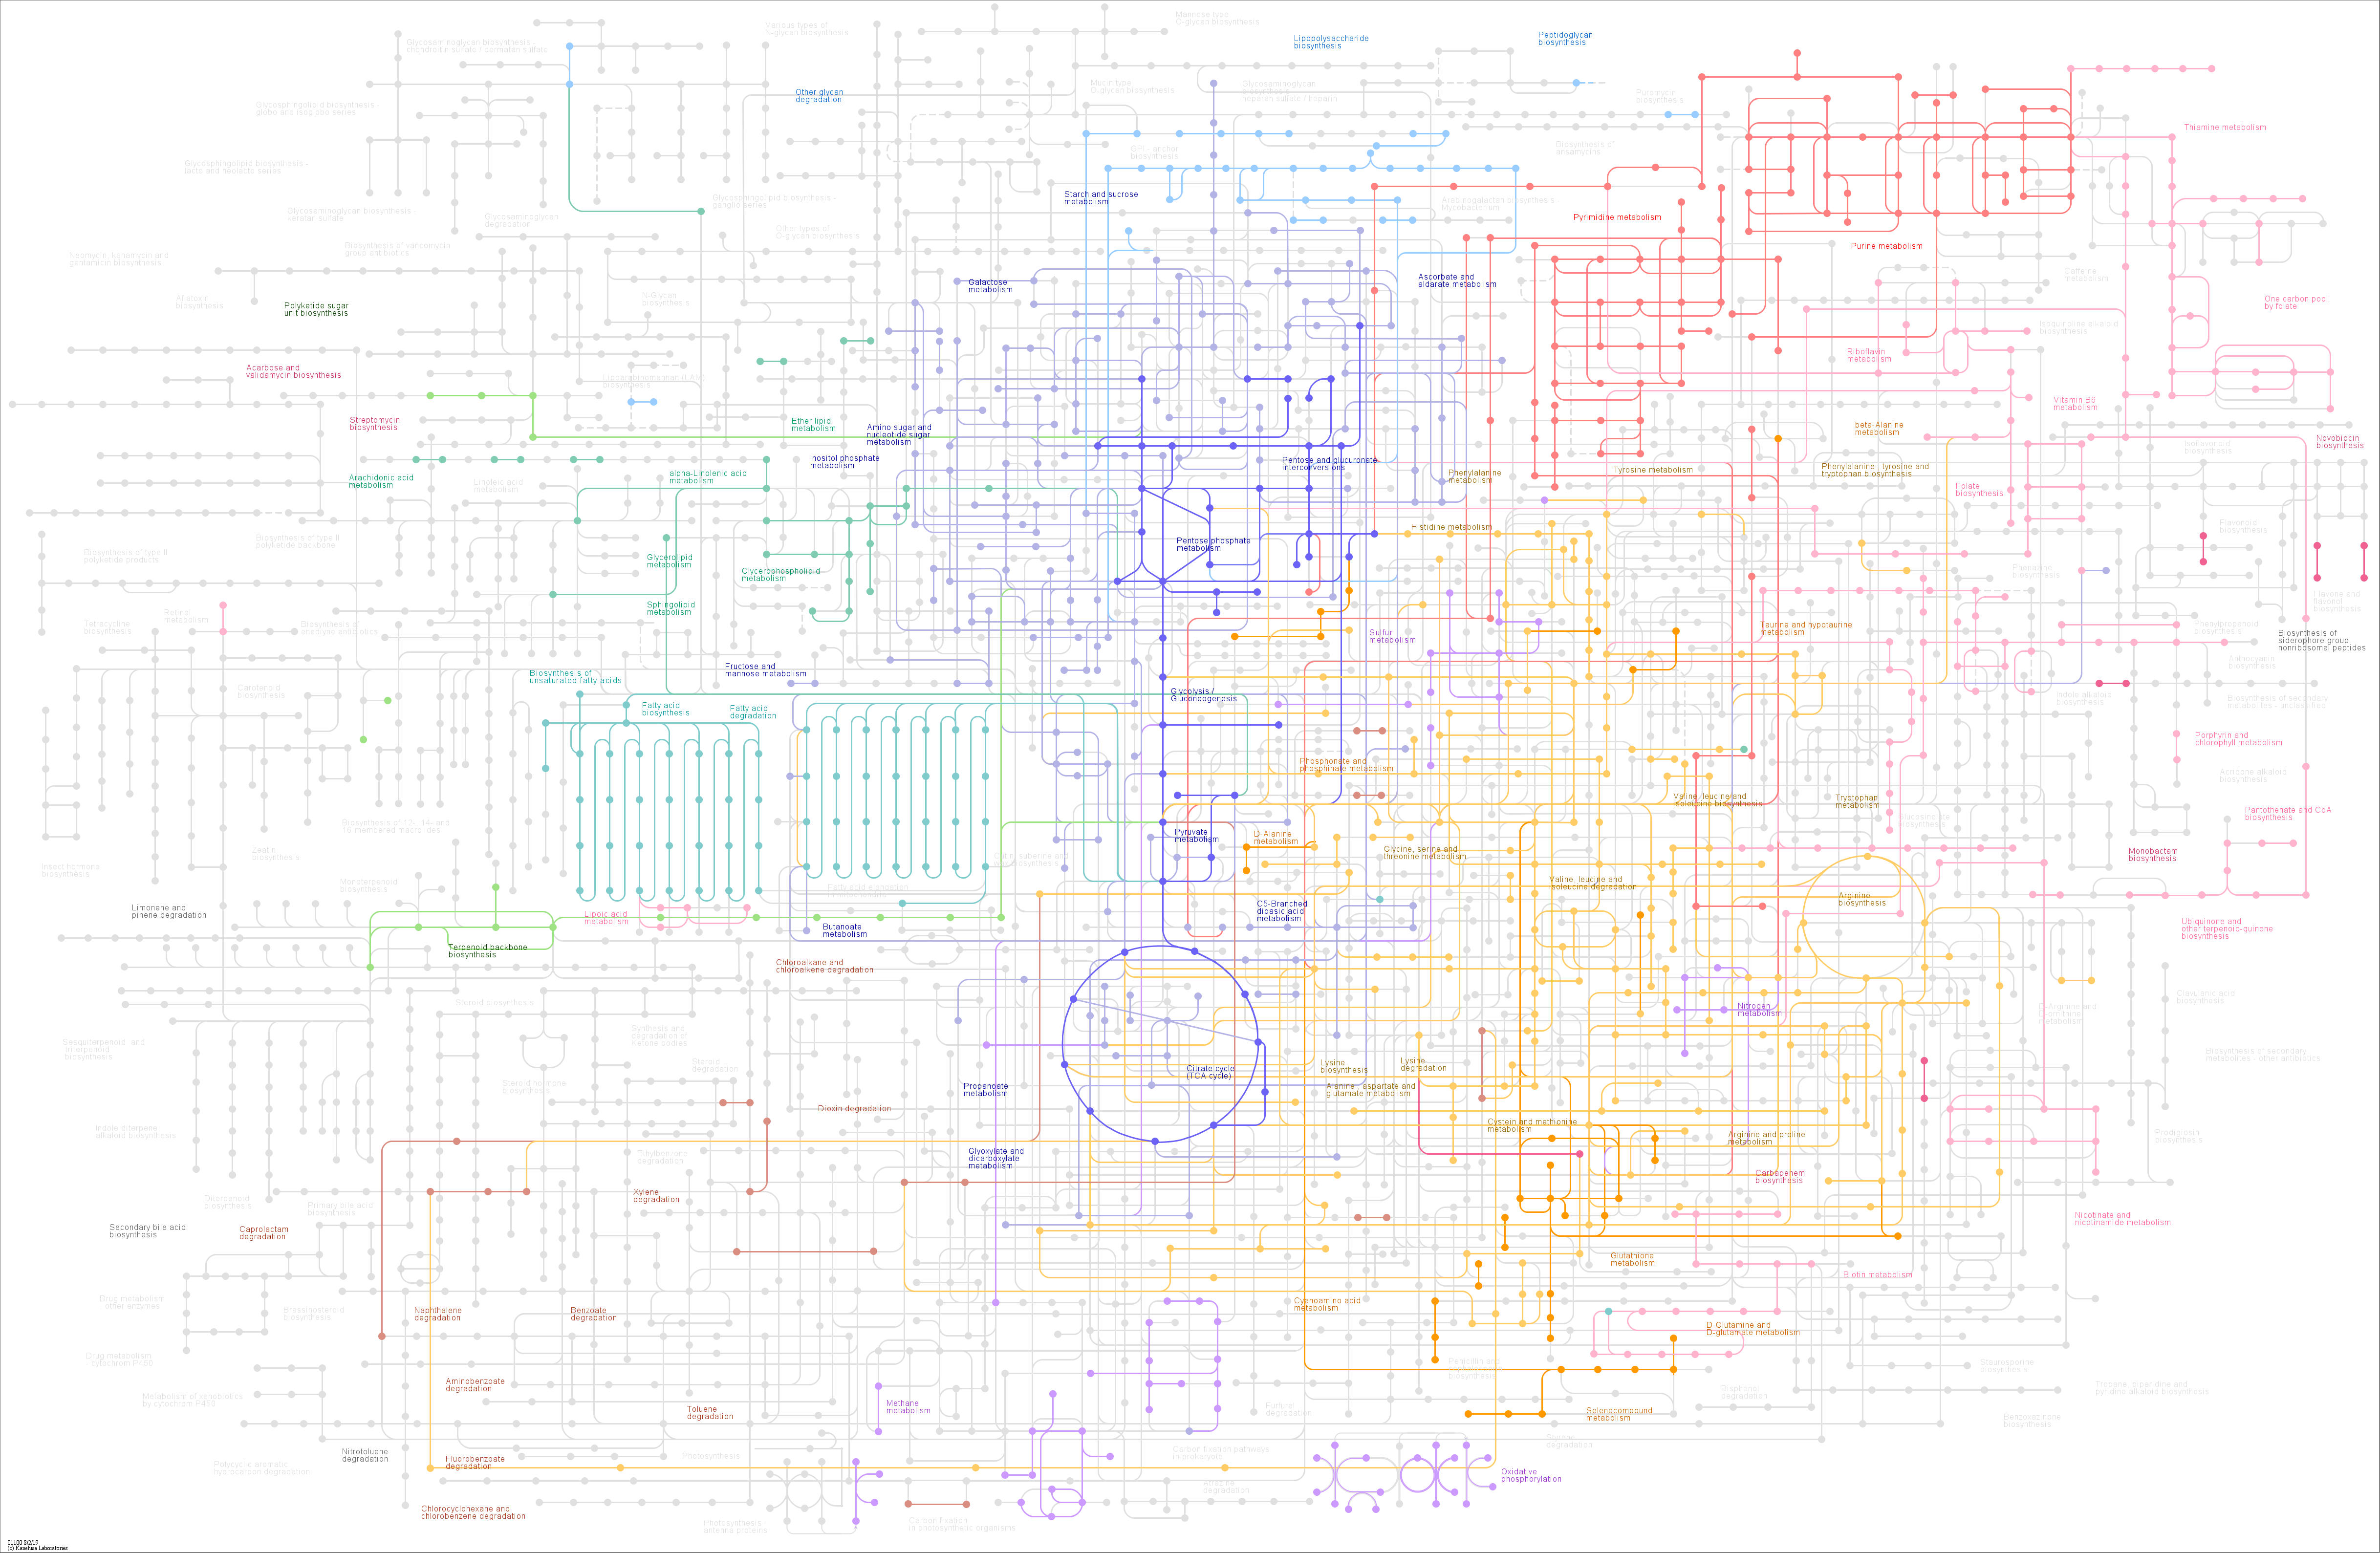 Mannose type
O-glycan biosynthesis
Various types of
N-glycan biosynthesis
Glycosaminoglycan biosynthesis -
chondroitin sulfate / dermatan sulfate
Lipopolysaccharide
biosynthesis
Peptidoglycan
biosynthesis
Mucin type
O-glycan biosynthesis
Glycosaminoglycan
biosynthesis
heparan sulfate / heparin
Other glycan
degradation
Puromycin
biosynthesis
Glycosphingolipid biosynthesis -
globo and isoglobo series
Thiamine metabolism
GPI - anchor
biosynthesis
Biosynthesis of
ansamycins
Glycosphingolipid biosynthesis -
lacto and neolacto series
Starch and sucrose
metabolism
Glycosphingolipid biosynthesis -
ganglio series
Arabinogalactan biosynthesis -
Mycobacterium
Glycosaminoglycan biosynthesis -
keratan sulfate
Glycosaminoglycan
degradation
Pyrimidine metabolism
Other types of
O-glycan biosynthesis
Biosynthesis of vancomycin
group antibiotics
Purine metabolism
Neomycin, kanamycin and
gentamicin biosynthesis
Caffeine
metabolism
Galactose
metabolism
Ascorbate and
aldarate metabolism
Aflatoxin
biosynthesis
N-Glycan
biosynthesis
One carbon pool
by folate
Polyketide sugar
unit biosynthesis
Isoquinoline alkaloid
biosynthesis
Riboflavin
metabolism
Acarbose and
validamycin biosynthesis
Lipoarabinomannan (LAM)
biosynthesis
Vitamin B6
metabolism
Streptomycin
biosynthesis
Ether lipid
metabolism
Amino sugar and
nucleotide sugar
metabolism
beta-Alanine
metabolism
Novobiocin
biosynthesis
Isoflavonoid
biosynthesis
Inositol phosphate
metabolism
Pentose and glucuronate
interconversions
Phenylalanine
metabolism
Tyrosine metabolism
Phenylalanine , tyrosine and
tryptophan biosynthesis
Arachidonic acid
metabolism
Linoleic acid
metabolism
alpha-Linolenic acid
metabolism
Folate
biosynthesis
Histidine metabolism
Flavonoid
biosynthesis
Biosynthesis of type II
polyketide backbone
Pentose phosphate
metabolism
Biosynthesis of type II
polyketide products
Glycerolipid
metabolism
Glycerophospholipid
metabolism
Phenazine
biosynthesis
Flavone and
flavonol
biosynthesis
Sphingolipid
metabolism
Retinol
metabolism
Tetracycline
biosynthesis
Biosynthesis of
enediyne antibiotics
Sulfur
metabolism
Taurine and hypotaurine
metabolism
Phenylpropanoid
biosynthesis
Biosynthesis of
siderophore group
nonribosomal peptides
Fructose and
mannose metabolism
Anthocyanin
biosynthesis
Biosynthesis of
unsaturated fatty acids
Carotenoid
biosynthesis
Glycolysis /
Gluconeogenesis
Indole alkaloid
biosynthesis
Biosynthesis of secondary
metabolites - unclassified
Fatty acid
biosynthesis
Fatty acid
degradation
Porphyrin and
chlorophyll metabolism
Phosphonate and
phosphinate metabolism
Acridone alkaloid
biosynthesis
Valine, leucine and
isoleucine biosynthesis
Tryptophan
metabolism
Pantothenate and CoA
biosynthesis
Biosynthesis of 12-, 14- and
16-membered macrolides
Glucosinolate
biosynthesis
Pyruvate
metabolism
D-Alanine
metabolism
Zeatin
biosynthesis
Glycine, serine and
threonine metabolism
Monobactam
biosynthesis
Cutin, suberine and
wax biosynthesis
Insect hormone
biosynthesis
Monoterpenoid
biosynthesis
Fatty acid elongation
Valine, leucine and
isoleucine degradation
Arginine
biosynthesis
Limonene and
pinene degradation
Lipoic acid
metabolism
C5-Branched
dibasic acid
metabolism
Butanoate
metabolism
Ubiquinone and
other terpenoid-quinone
biosynthesis
Terpenoid backbone
biosynthesis
Chloroalkane and
chloroalkene degradation
Clavulanic acid
biosynthesis
Steroid biosynthesis
Nitrogen
metabolism
D-Arginine and
D-ornithine
metabolism
Synthesis and
degradation of
Ketone bodies
Sesquiterpenoid and
triterpenoid
biosynthesis
Biosynthesis of secondary
metabolites - other antibiotics
Steroid
degradation
Citrate cycle
(TCA cycle)
Lysine
biosynthesis
Lysine
degradation
Steroid hormone
biosynthesis
Propanoate
metabolism
Alanine , aspartate and
glutamate metabolism
Dioxin degradation
Cystein and methionine
metabolism
Indole diterpene
alkaloid biosynthesis
Arginine and proline
metabolism
Prodigiosin
biosynthesis
Glyoxylate and
dicarboxylate
metabolism
Ethylbenzene
degradation
Carbapenem
biosynthesis
Xylene
degradation
Diterpenoid
biosynthesis
Primary bile acid
biosynthesis
Nicotinate and
nicotinamide metabolism
Secondary bile acid
biosynthesis
Caprolactam
degradation
Glutathione
metabolism
Biotin metabolism
Drug metabolism
- other enzymes
Brassinosteroid
biosynthesis
Naphthalene
degradation
Benzoate
degradation
Cyanoamino acid
metabolism
D-Glutamine and
D-glutamate metabolism
Drug metabolism
- cytochrom P450
Penicillin and
biosynthesis
Staurosporine
biosynthesis
Aminobenzoate
degradation
Bisphenol
degradation
Tropane, piperidine and
pyridine alkaloid biosynthesis
Metabolism of xenobiotics
by cytochrom P450
Methane
metabolism
Toluene
degradation
Furfural
degradation
Selenocompound
metabolism
Benzoxazinone
biosynthesis
Styrene
degradation
Nitrotoluene
degradation
Photosynthesis
Carbon fixation pathways
in prokaryote
Fluorobenzoate
degradation
Polycyclic aromatic
hydrocarbon degradation
Oxidative
phosphorylation
degradation
Chlorocyclohexane and
chlorobenzene degradation
Photosynthesis -
antenna proteins
Carbon fixation
in photosynthetic organisms
01100 8/2/19
(c) Kanehisa Laboratories